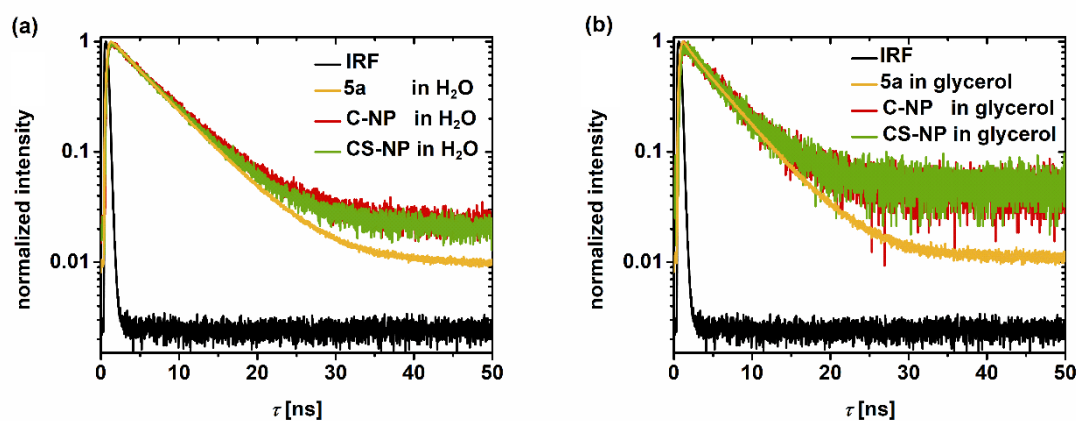 (a)
normalized intensity
1
0.1
0.01
0 10 20 30 40 50
τ [ns]
IRF
5a in H₂O
C-NP in H₂O
CS-NP in H₂O
(b)
normalized intensity
1
0.1
0.01
0 10 20 30 40 50
τ [ns]
IRF
5a in glycerol
C-NP in glycerol
CS-NP in glycerol